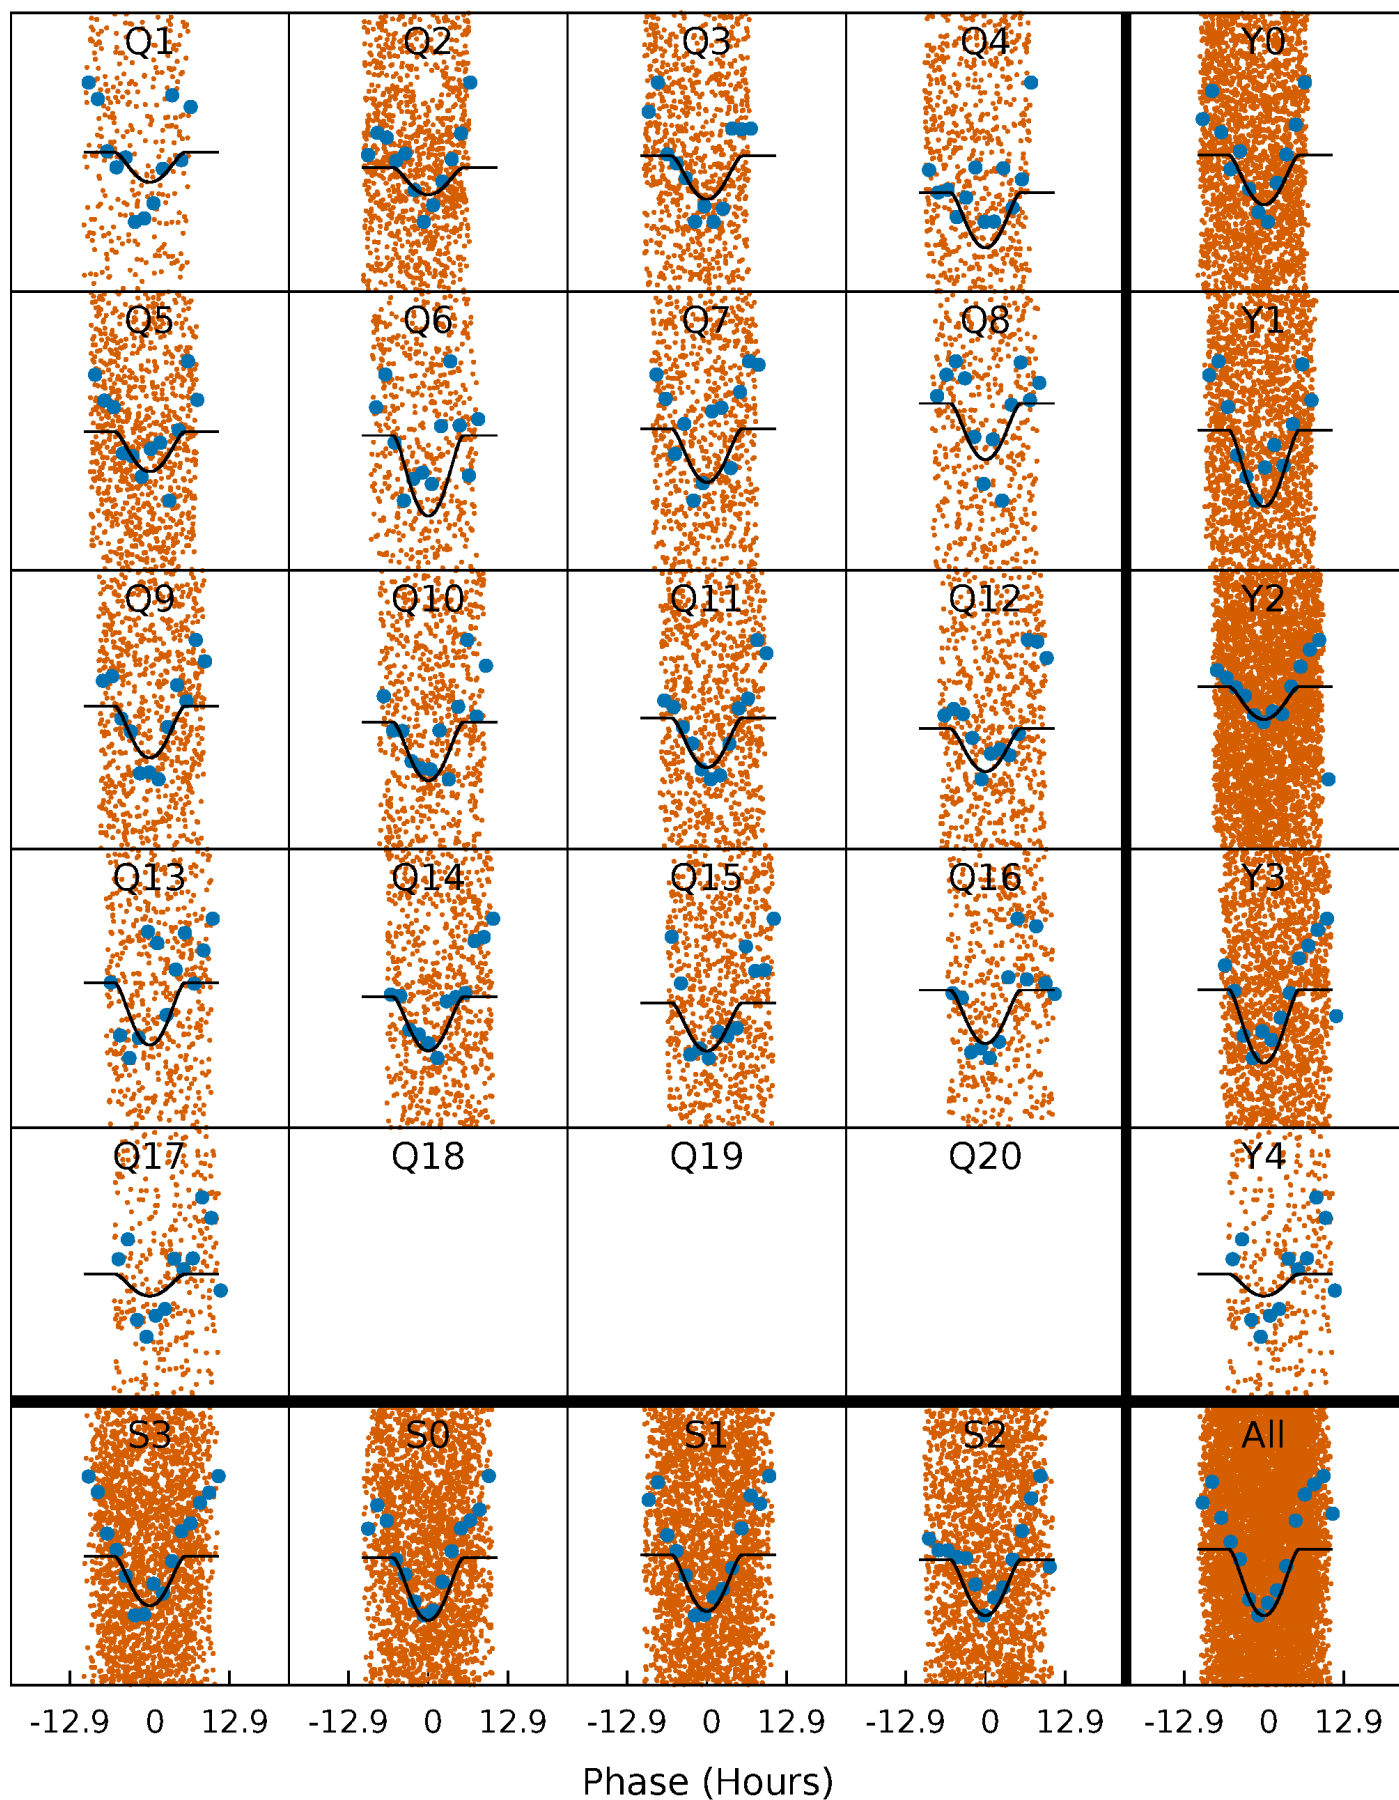 Q1 Q2 Q3 Q4 Y0
Q5 Q6 Q7 Q8 Y1
Q9 Q10 Q11 Q12 Y2
Q13 Q14 Q15 Q16 Y3
Q17 Q18 Q19 Q20 Y4
S3 S0 S1 S2 All
-12.9 0 12.9 -12.9 0 12.9 -12.9 0 12.9 -12.9 0 12.9 -12.9 0 12.9
Phase (Hours)